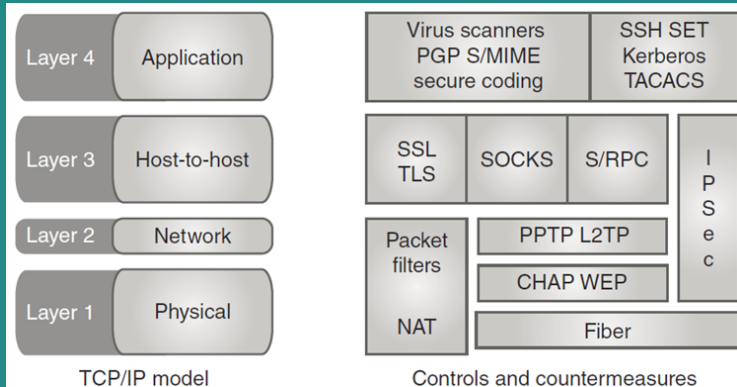 Layer 4
Application
Virus scanners
PGP S/MIME
secure coding
SSH SET
Kerberos
TACACS
Layer 3
Host-to-host
SSL
TLS
SOCKS
S/RPC
I
P
S
e
c
Layer 2
Network
Packet
filters
NAT
PPTP L2TP
CHAP WEP
Layer 1
Physical
Fiber
TCP/IP model
Controls and countermeasures